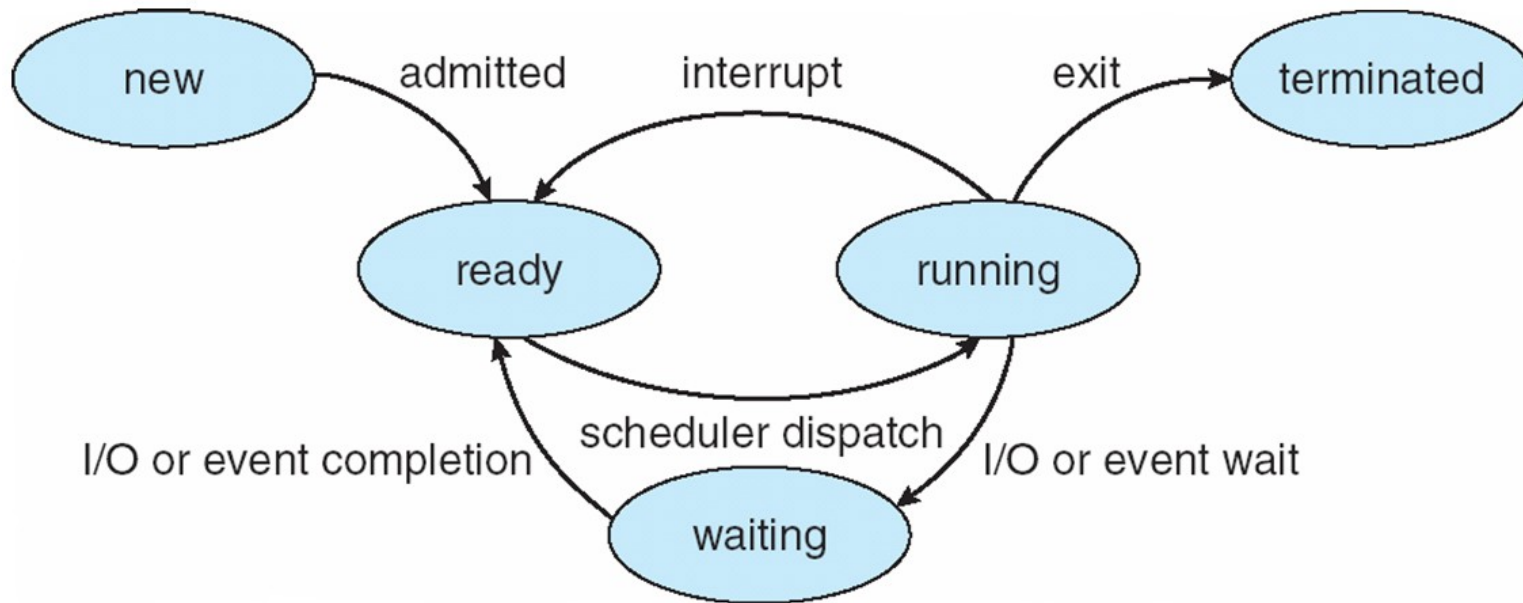 new
admitted
interrupt
exit
terminated
ready
running
scheduler dispatch
I/O or event completion
I/O or event wait
waiting